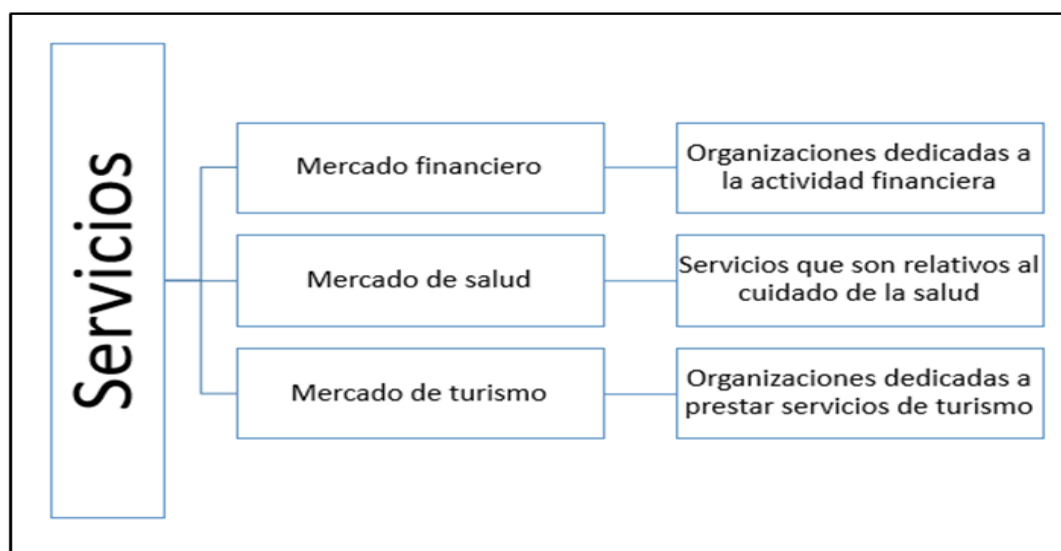 Servicios
Mercado financiero
Organizaciones dedicadas a
la actividad financiera
Mercado de salud
Servicios que son relativos al
cuidado de la salud
Mercado de turismo
Organizaciones dedicadas a
prestar servicios de turismo